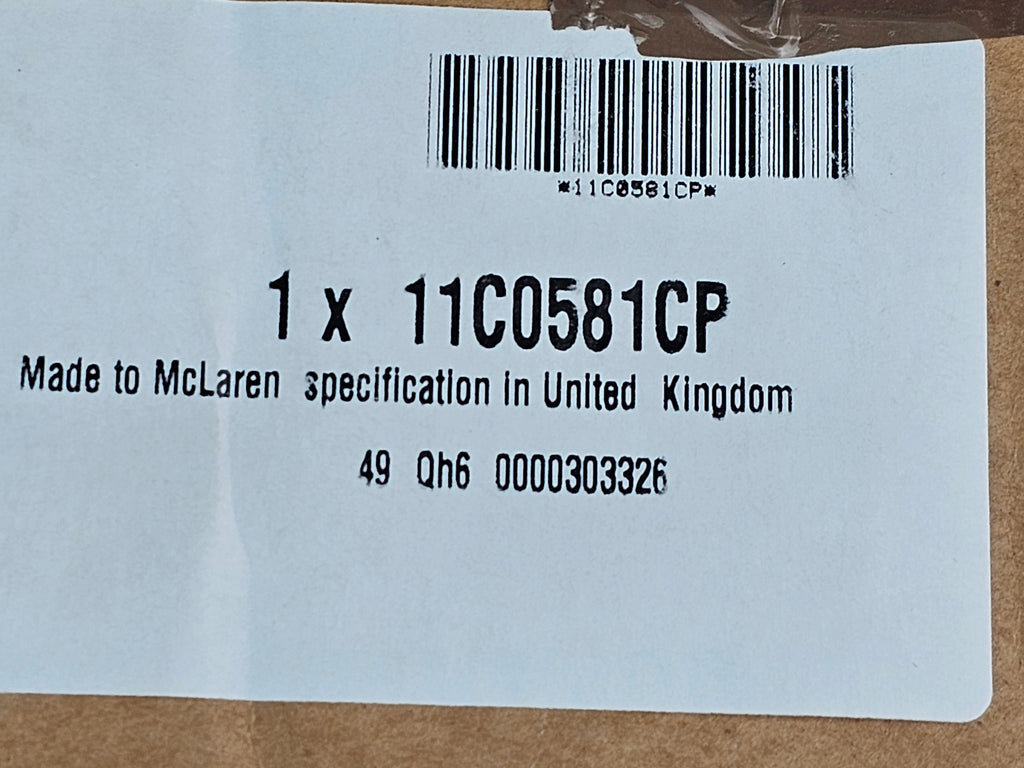 *11C0581CP*
1 x 11C0581CP
Made to McLaren specification in United Kingdom
49 Qh6 0000303326